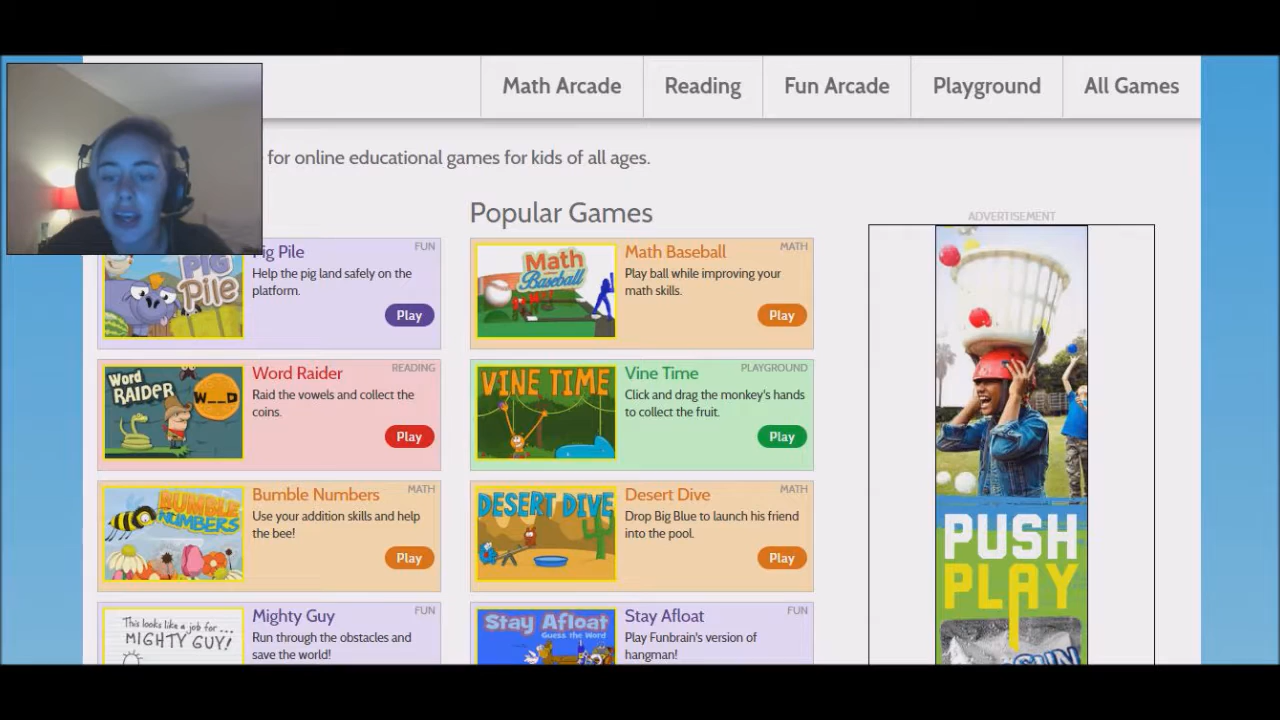 Math Arcade
Reading
Fun Arcade
Playground
All Games
for online educational games for kids of all ages.
Popular Games
ADVERTISEMENT
PIG
Pile
Pig Pile
FUN
Help the pig land safely on the
platform.
Play
Word
RAIDER
W__D
Word Raider
READING
Raid the vowels and collect the
coins.
Play
BUMBLE
NUMBERS
Bumble Numbers
MATH
Use your addition skills and help
the bee!
Play
This looks like a job for...
MIGHTY GUY!
Mighty Guy
FUN
Run through the obstacles and
save the world!
Math
Baseball
Math Baseball
MATH
Play ball while improving your
math skills.
Play
VINE TIME
Vine Time
PLAYGROUND
Click and drag the monkey's hands
to collect the fruit.
Play
DESERT DIVE
Desert Dive
MATH
Drop Big Blue to launch his friend
into the pool.
Play
Stay Afloat
Guess the Word
Stay Afloat
FUN
Play Funbrain's version of
hangman!
PUSH
PLAY
SUN